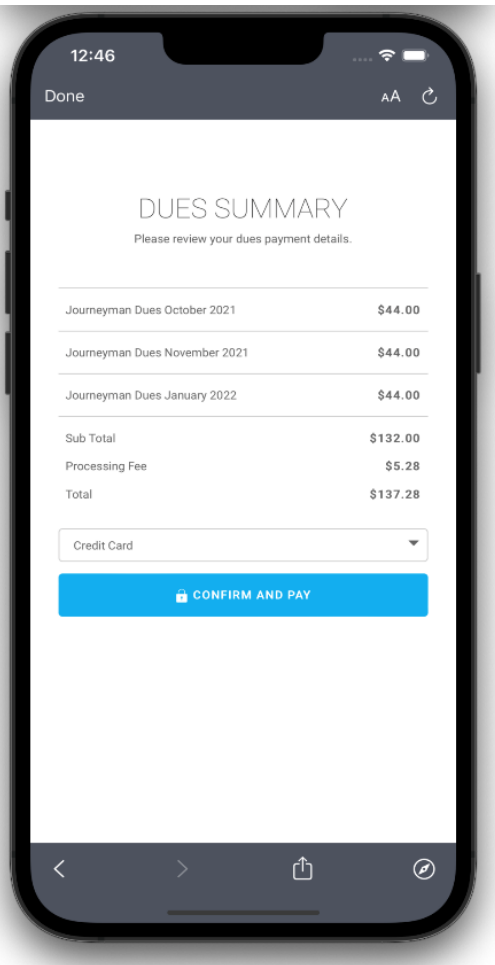 12:46
Done AA
DUES SUMMARY
Please review your dues payment details.
Journeyman Dues October 2021 $44.00
Journeyman Dues November 2021 $44.00
Journeyman Dues January 2022 $44.00
Sub Total $132.00
Processing Fee $5.28
Total $137.28
Credit Card
CONFIRM AND PAY